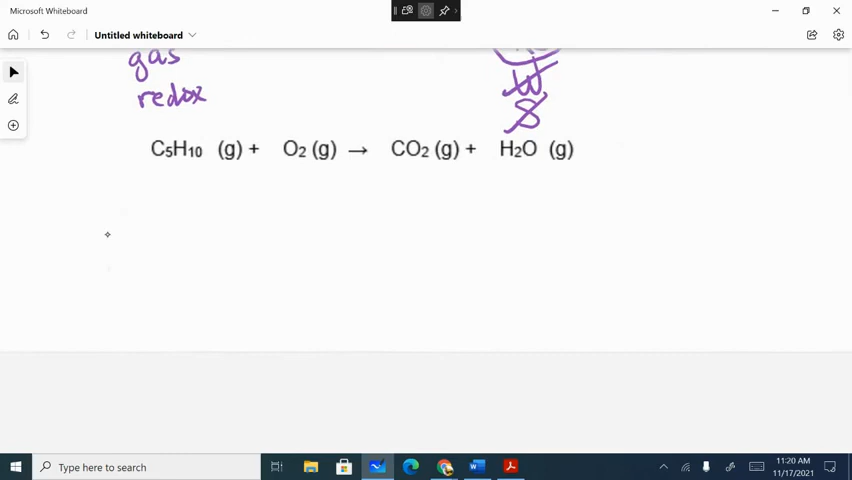 Microsoft Whiteboard
Untitled whiteboard
gas
redox
W
S
C₅H₁₀ (g) + O₂ (g) → CO₂ (g) + H₂O (g)
Type here to search
11:20 AM
11/17/2021